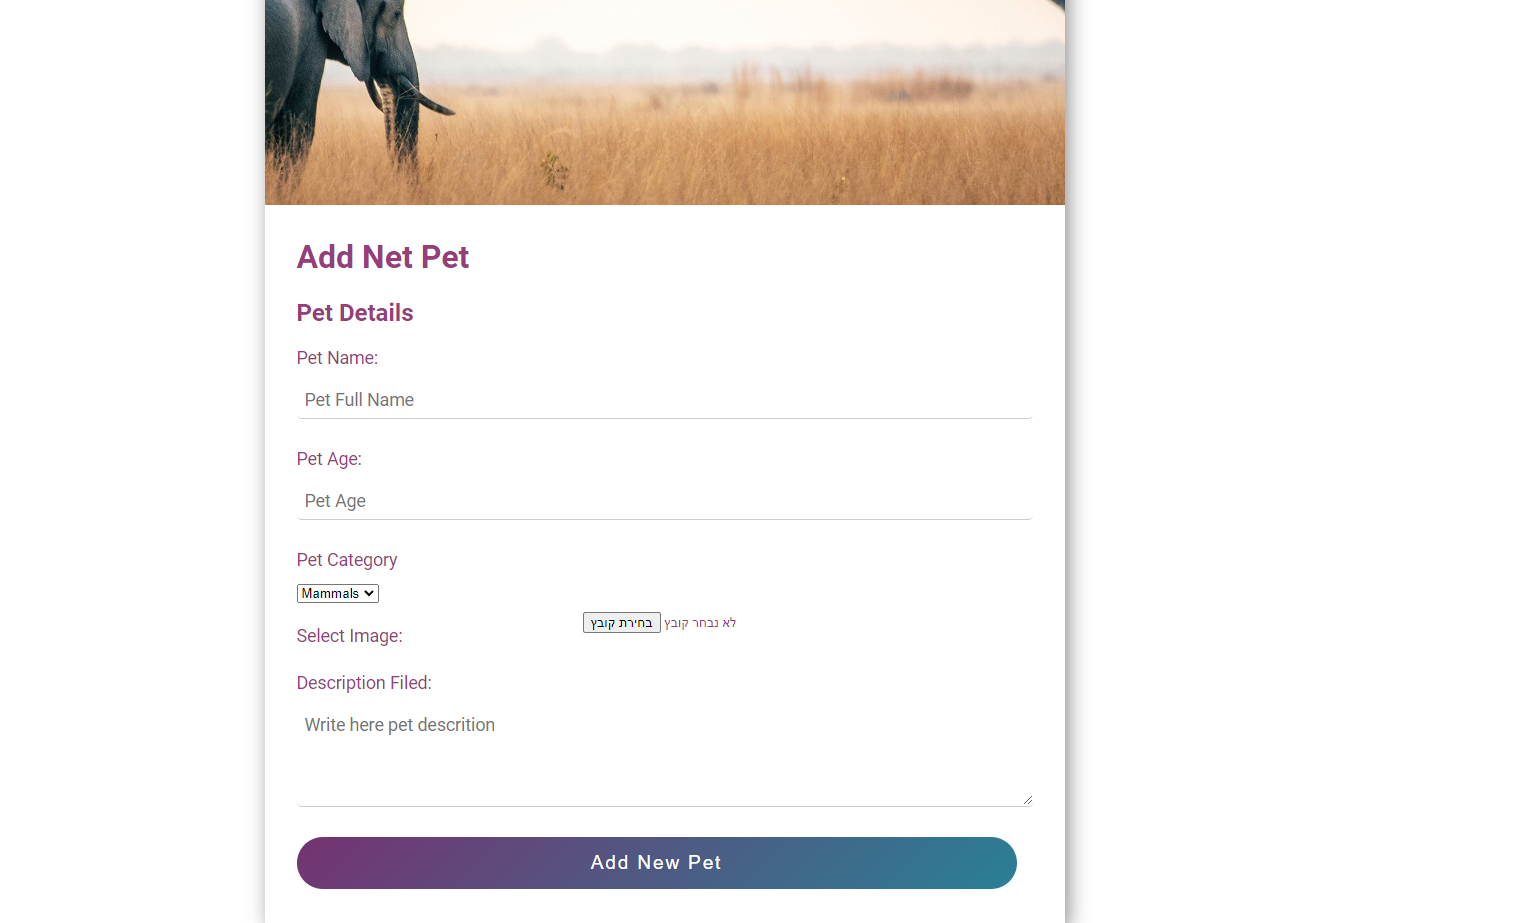 Add Net Pet
Pet Details
Pet Name:
Pet Full Name
Pet Age:
Pet Age
Pet Category
Mammals
בחירת קובץ לא נבחר קובץ
Select Image:
Description Filed:
Write here pet descrition
Add New Pet